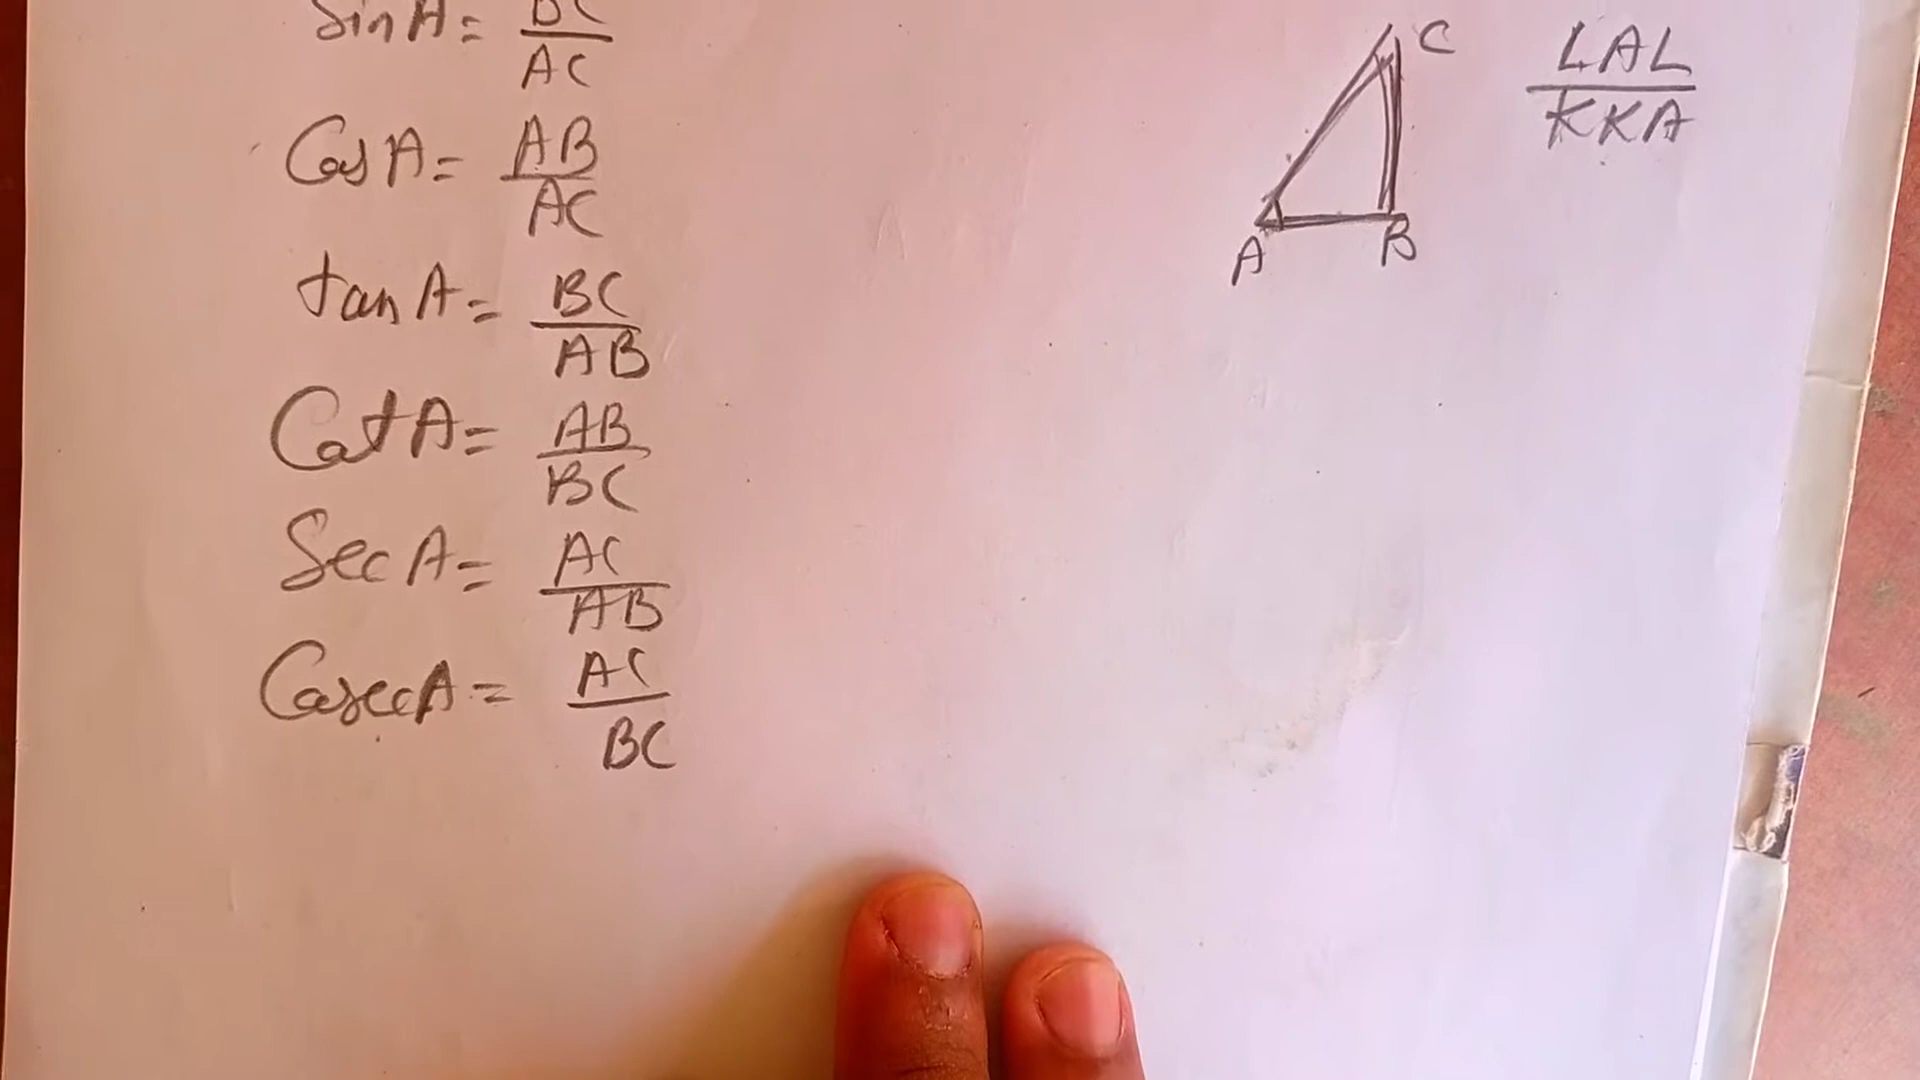 Sin A = BC
AC
Cos A = AB
AC
tan A = BC
AB
Cot A = AB
BC
Sec A = AC
AB
Cosec A = AC
BC
C
A
B
LAL
KKA